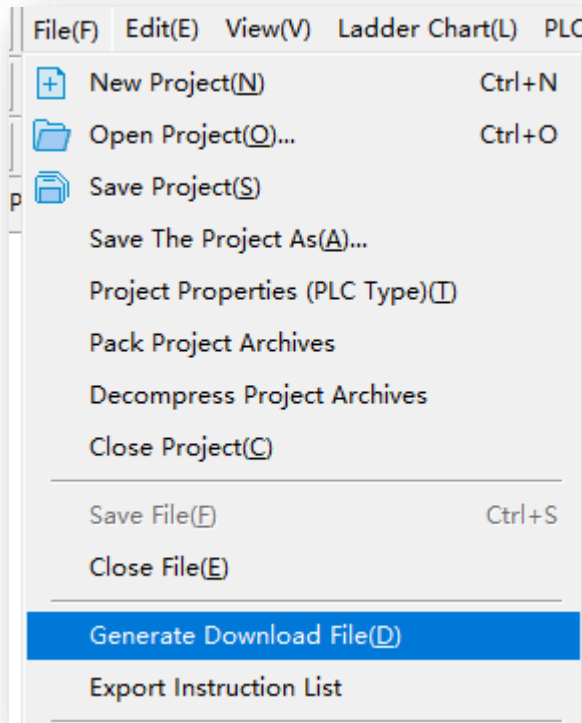 File(F) Edit(E) View(V) Ladder Chart(L) PLC
New Project(N) Ctrl+N
Open Project(O)... Ctrl+O
Save Project(S)
P
Save The Project As(A)...
Project Properties (PLC Type)(T)
Pack Project Archives
Decompress Project Archives
Close Project(C)
Save File(F) Ctrl+S
Close File(E)
Generate Download File(D)
Export Instruction List